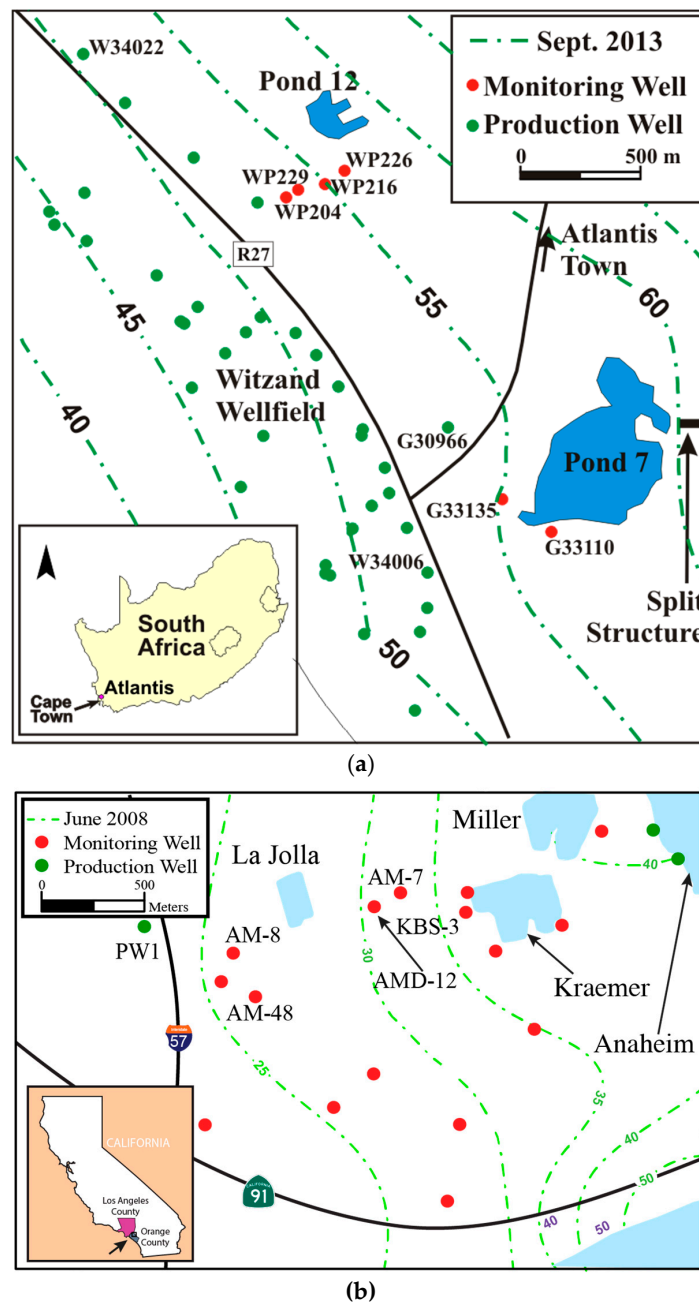 W34022
Pond 12
Sept. 2013
Monitoring Well
Production Well
0 500 m
WP226
WP229
WP216
WP204
R27
Atlantis
Town
45
55
60
40
Witzand
Wellfield
G30966
Pond 7
G33135
G33110
W34006
Split
Structure
50
South
Africa
Atlantis
Cape
Town
(a)
June 2008
Monitoring Well
Production Well
0 500
Meters
Miller
La Jolla
40
AM-7
PW1
KBS-3
AM-8
30
AMD-12
Kraemer
AM-48
Anaheim
57
25
35
40
CALIFORNIA
Los Angeles
County
Orange
County
91
50
40
50
(b)